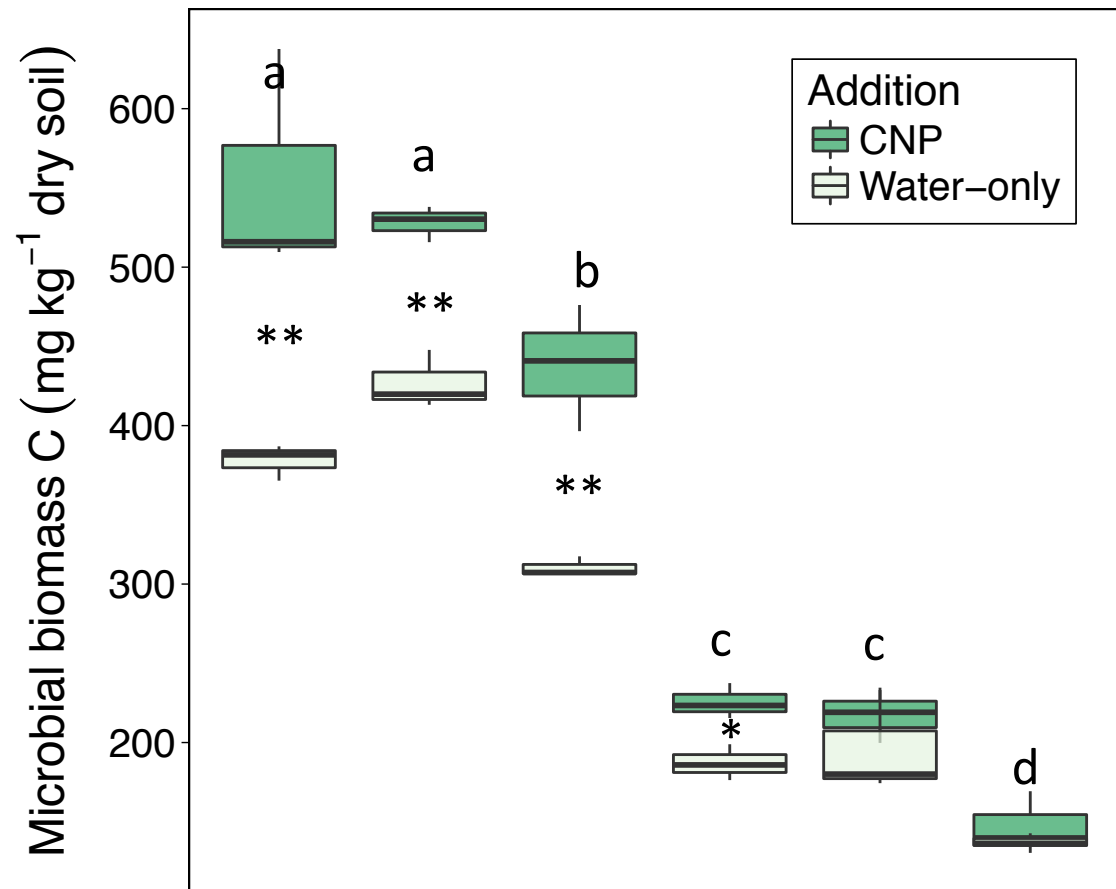 Microbial biomass C (mg kg⁻¹ dry soil)
600
500
400
300
200
Addition
CNP
Water-only
a
a
b
c
c
d
**
**
**
*